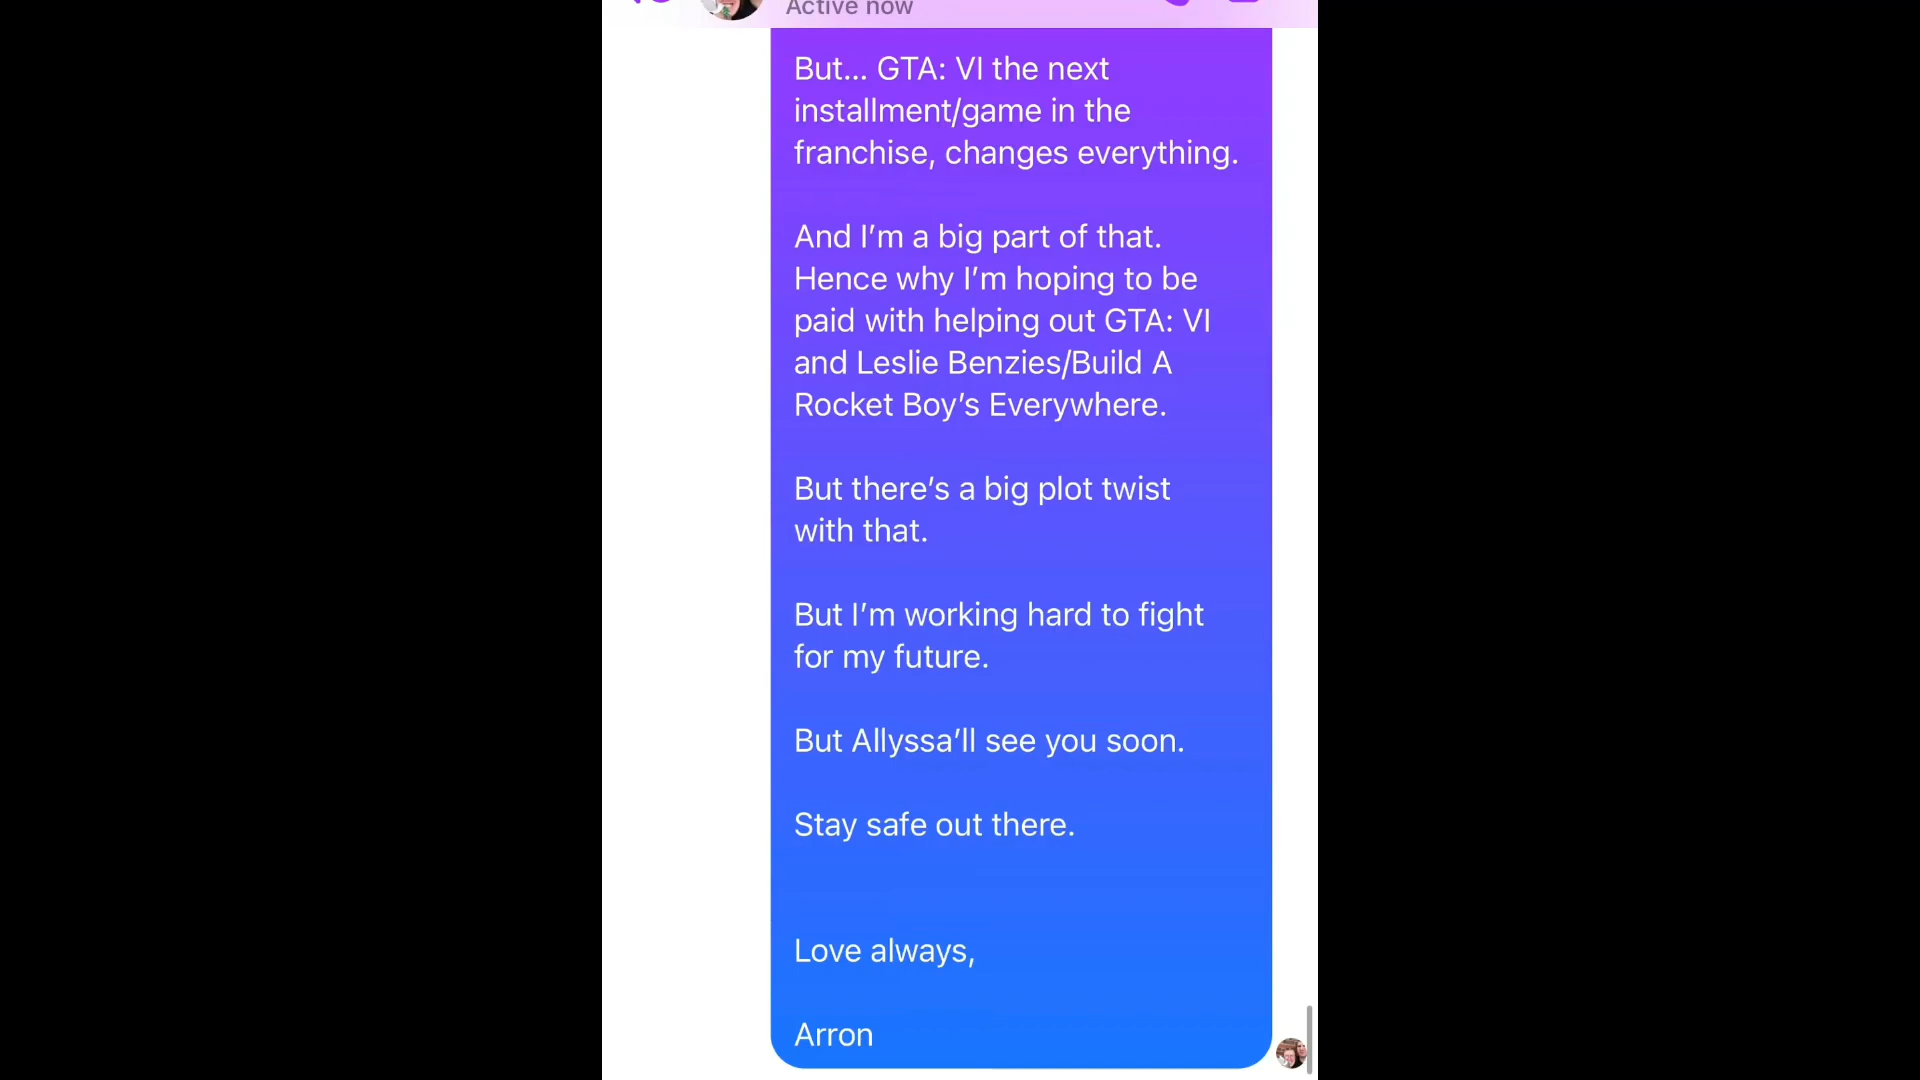 Active now
But... GTA: VI the next
installment/game in the
franchise, changes everything.
And I’m a big part of that.
Hence why I’m hoping to be
paid with helping out GTA: VI
and Leslie Benzies/Build A
Rocket Boy’s Everywhere.
But there’s a big plot twist
with that.
But I’m working hard to fight
for my future.
But Allyssa’ll see you soon.
Stay safe out there.
Love always,
Arron